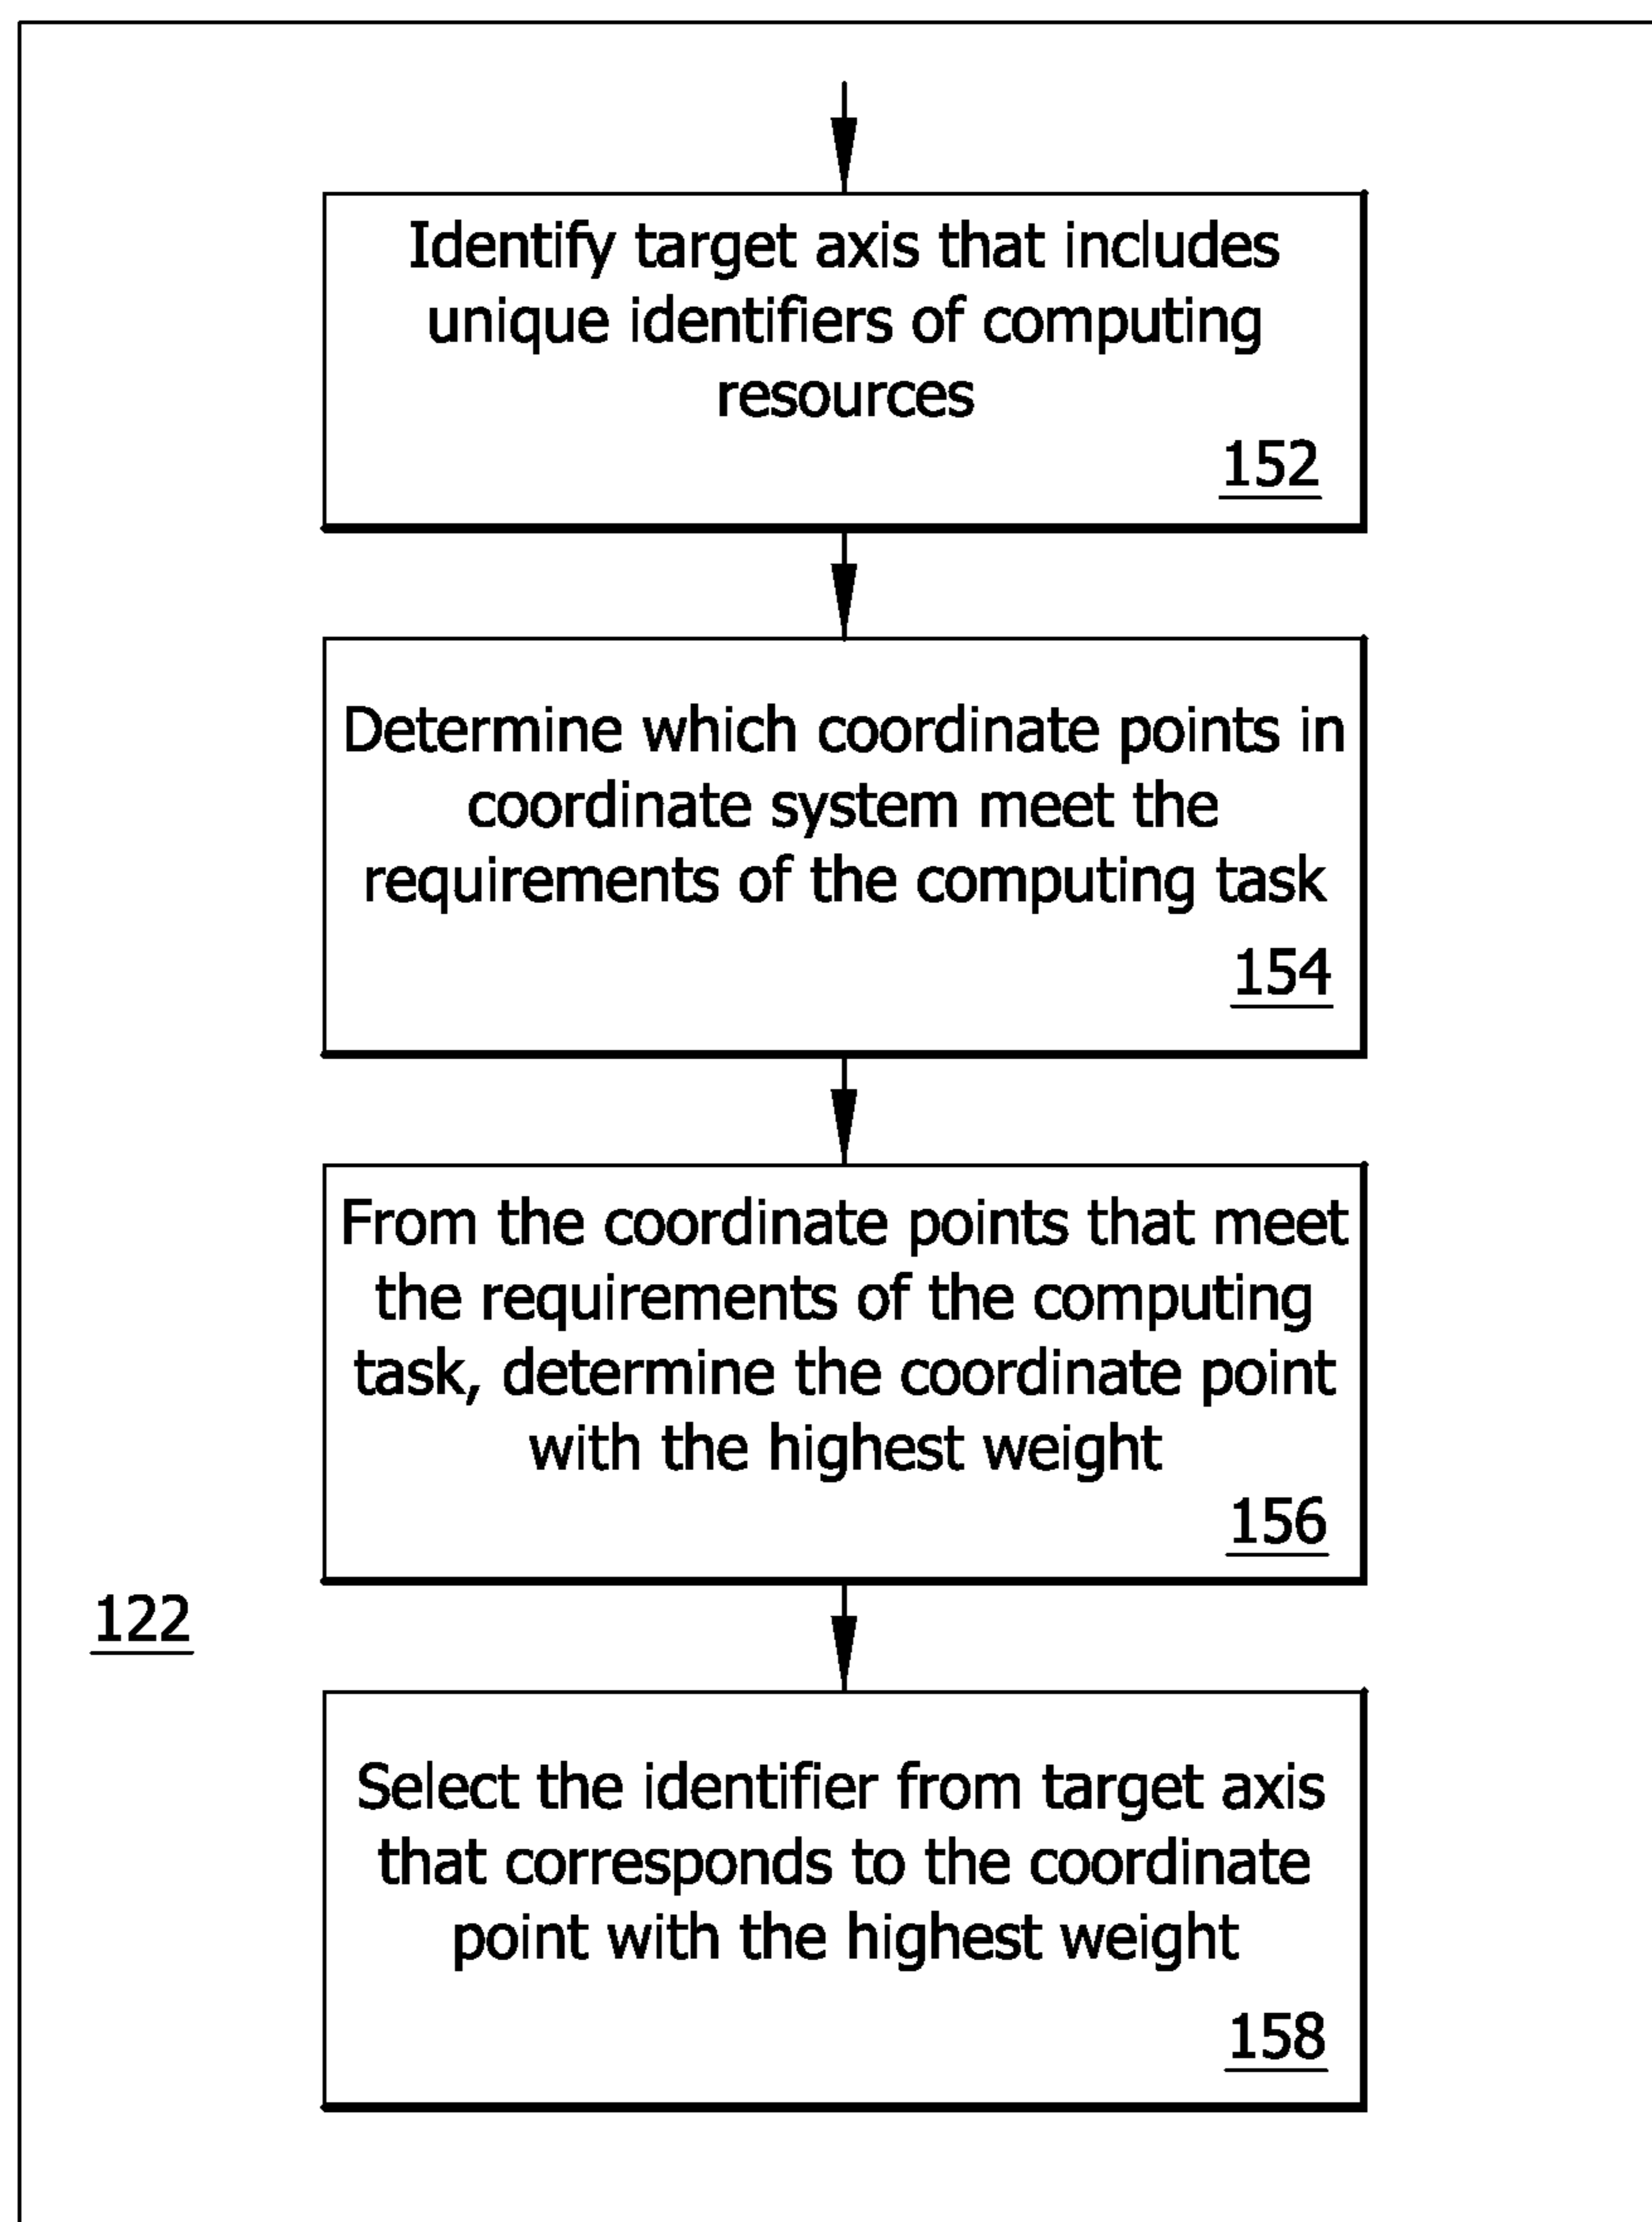 Identify target axis that includes
unique identifiers of computing
resources
152
Determine which coordinate points in
coordinate system meet the
requirements of the computing task
154
From the coordinate points that meet
the requirements of the computing
task, determine the coordinate point
with the highest weight
156
122
Select the identifier from target axis
that corresponds to the coordinate
point with the highest weight
158